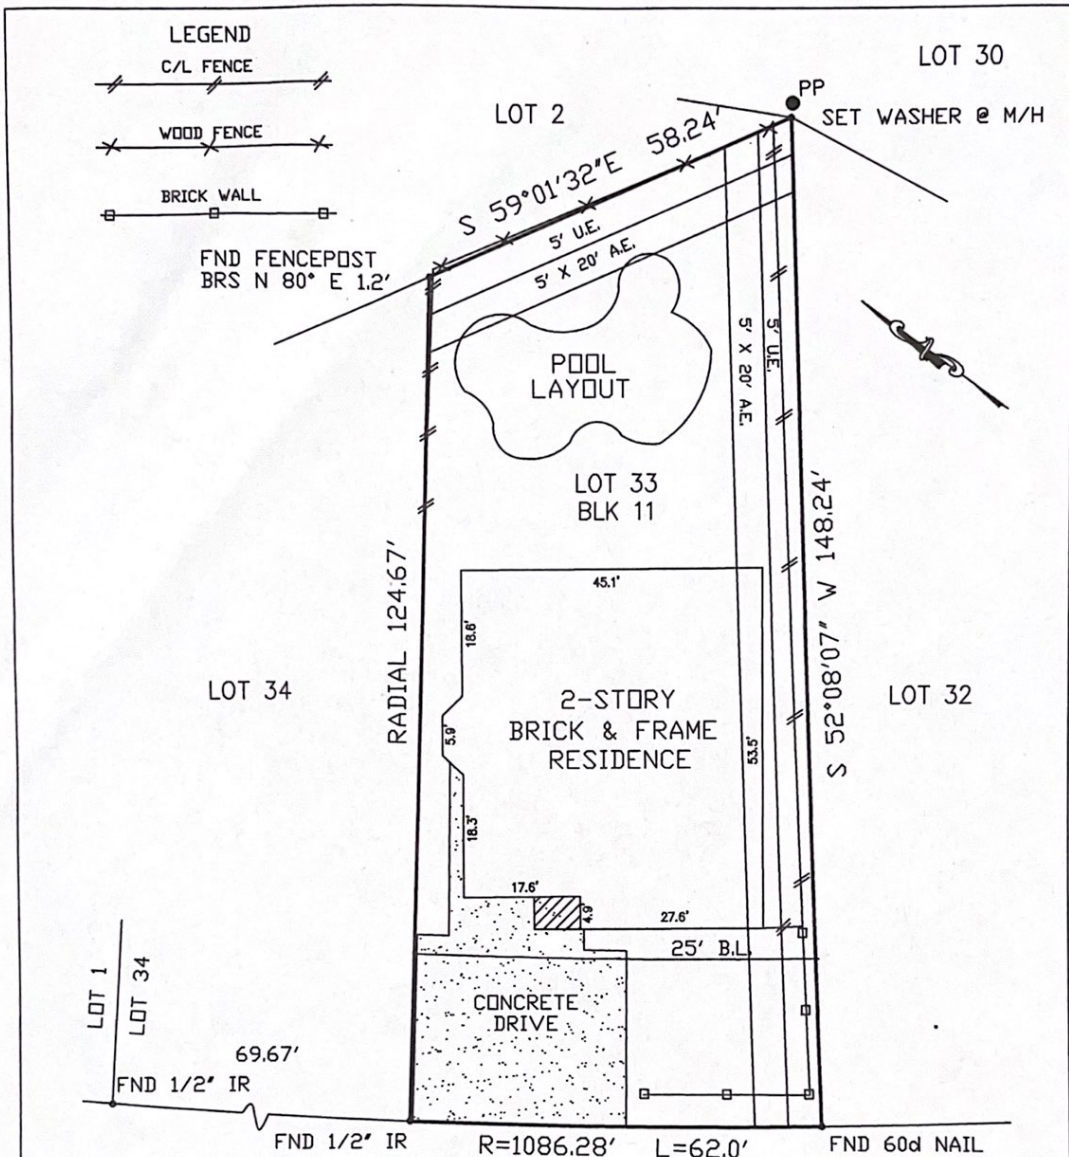 LEGEND
C/L FENCE
WOOD FENCE
BRICK WALL
LOT 30
PP
LOT 2
SET WASHER @ M/H
S 59°01'32"E 58.24'
FND FENCEPOST
BRS N 80° E 1.2'
5' U.E.
5' X 20' A.E.
POOL
LAYOUT
5' X 20' A.E.
5' U.E.
LOT 33
BLK 11
RADIAL 124.67'
S 52°08'07" W 148.24'
45.1'
18.6'
LOT 34
2-STORY
BRICK & FRAME
RESIDENCE
LOT 32
5.9'
53.5'
18.3'
17.6'
4.9'
27.6'
25' B.L.
CONCRETE
DRIVE
LOT 1
LOT 34
69.67'
FND 1/2" IR
FND 1/2" IR
R=1086.28' L=62.0'
FND 60d NAIL